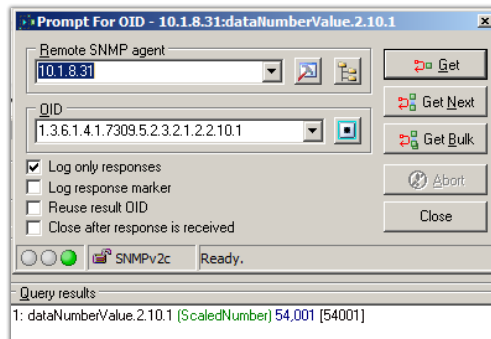 Prompt For OID - 10.1.8.31:dataNumberValue.2.10.1
Remote SNMP agent
10.1.8.31
Get
OID
Get Next
1.3.6.1.4.1.7309.5.2.3.2.1.2.2.10.1
Get Bulk
Log only responses
Log response marker
Abort
Reuse result OID
Close after response is received
Close
SNMPv2c
Ready.
Query results
1: dataNumberValue.2.10.1 (ScaledNumber) 54,001 [54001]